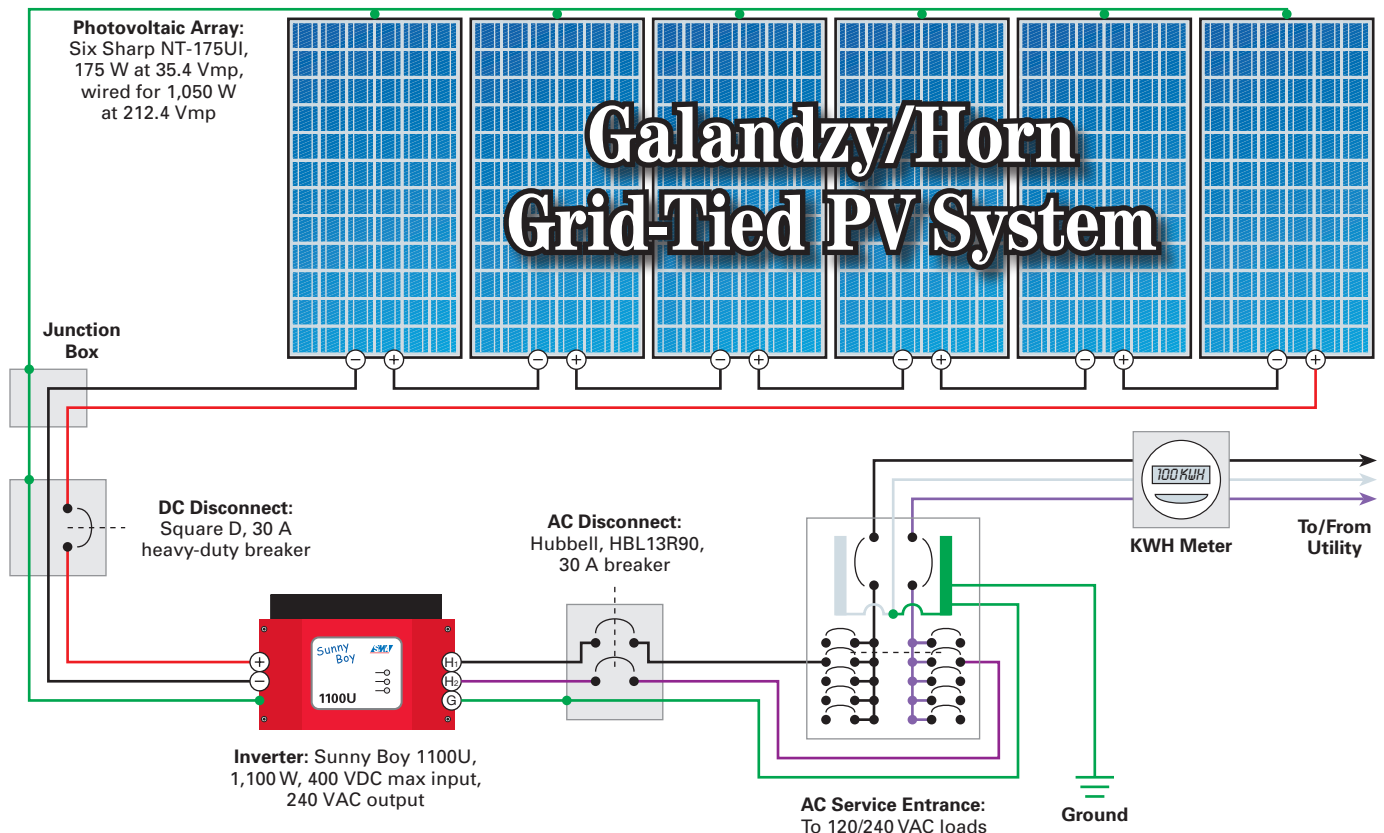 Photovoltaic Array:
Six Sharp NT-175UI,
175 W at 35.4 Vmp,
wired for 1,050 W
at 212.4 Vmp
Galandzy/Horn
Grid-Tied PV System
− + − + − + − + − + − +
Junction
Box
DC Disconnect:
Square D, 30 A
heavy-duty breaker
AC Disconnect:
Hubbell, HBL13R90,
30 A breaker
100 KWH
KWH Meter
To/From
Utility
+
−
Sunny
Boy
SMA
1100U
H1
H2
G
Inverter: Sunny Boy 1100U,
1,100 W, 400 VDC max input,
240 VAC output
AC Service Entrance:
To 120/240 VAC loads
Ground